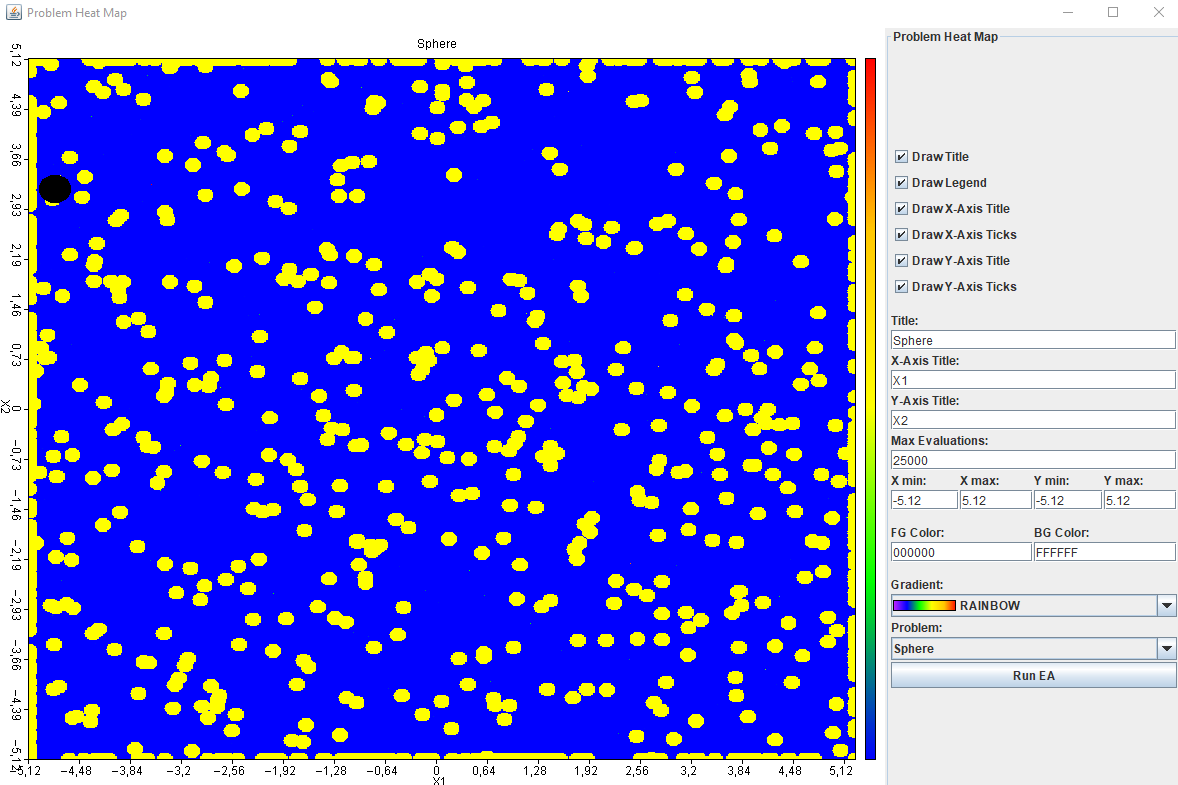 Problem Heat Map
Sphere
5,12
4,39
3,66
2,93
2,19
1,46
0,73
0
−0,73
−1,46
−2,19
−2,93
−3,66
−4,39
X2
−4,48
−3,84
−3,2
−2,56
−1,92
−1,28
−0,64
0
0,64
1,28
1,92
2,56
3,2
3,84
4,48
5,12
X1
Problem Heat Map
Draw Title
Draw Legend
Draw X-Axis Title
Draw X-Axis Ticks
Draw Y-Axis Title
Draw Y-Axis Ticks
Title:
Sphere
X-Axis Title:
X1
Y-Axis Title:
X2
Max Evaluations:
25000
X min: X max: Y min: Y max:
-5.12 5.12 -5.12 5.12
FG Color: BG Color:
000000 FFFFFF
Gradient:
RAINBOW
Problem:
Sphere
Run EA